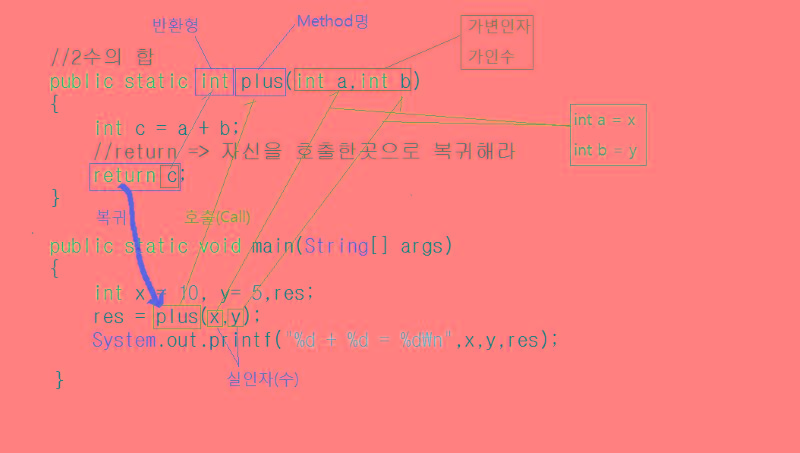 반환형
Method명
가변인자
가인수
//2수의 합
public static int plus(int a,int b)
{
int a = x
int c = a + b;
//return => 자신을 호출한곳으로 복귀해라
int b = y
return c;
}
복귀
호출(Call)
public static void main(String[] args)
{
int x = 10, y= 5,res;
res = plus(x,y);
System.out.printf("%d + %d = %d₩n",x,y,res);
실인자(수)
}